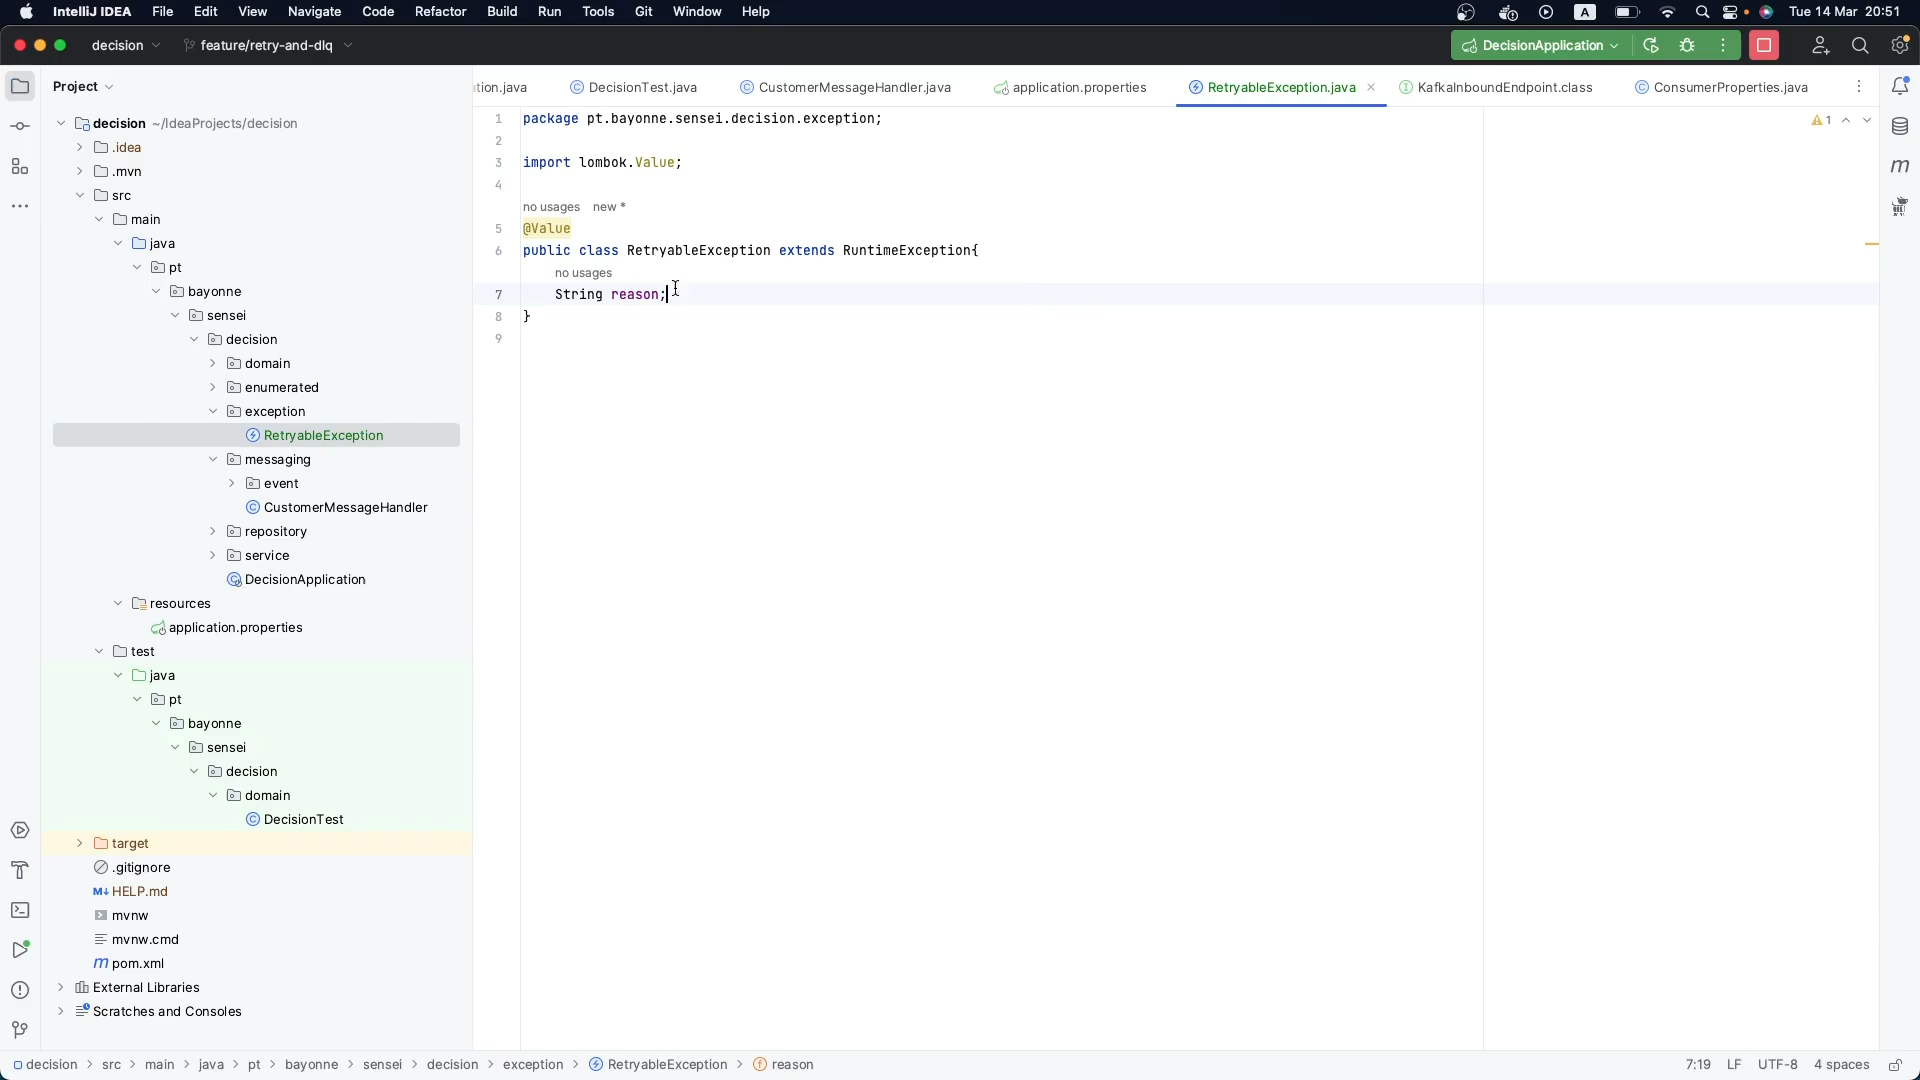 IntelliJ IDEA File Edit View Navigate Code Refactor Build Run Tools Git Window Help A Tue 14 Mar 20:51
decision feature/retry-and-dlq DecisionApplication
Project
tion.java DecisionTest.java CustomerMessageHandler.java application.properties RetryableException.java KafkaInboundEndpoint.class ConsumerProperties.java
decision ~/IdeaProjects/decision
.idea
.mvn
src
main
java
pt
bayonne
sensei
decision
domain
enumerated
exception
RetryableException
messaging
event
CustomerMessageHandler
repository
service
DecisionApplication
resources
application.properties
test
java
pt
bayonne
sensei
decision
domain
DecisionTest
target
.gitignore
M↓ HELP.md
mvnw
mvnw.cmd
m pom.xml
External Libraries
Scratches and Consoles
1 package pt.bayonne.sensei.decision.exception;
2
3 import lombok.Value;
4
no usages new *
5 @Value
6 public class RetryableException extends RuntimeException{
no usages
7 String reason;
8 }
9
1
m
decision > src > main > java > pt > bayonne > sensei > decision > exception > RetryableException > reason 7:19 LF UTF-8 4 spaces